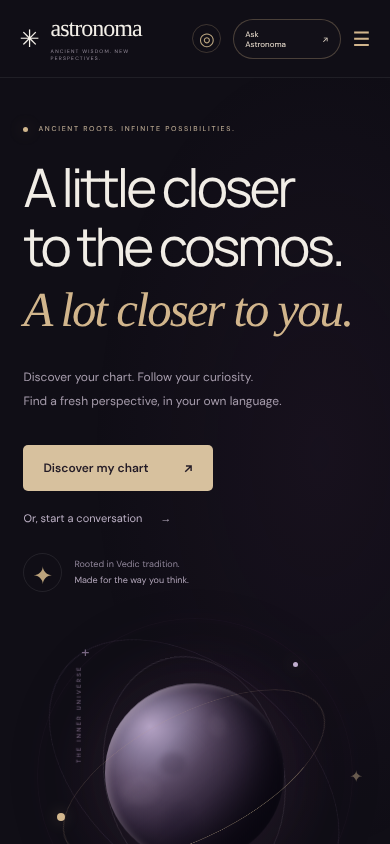 astronoma
ANCIENT WISDOM. NEW
PERSPECTIVES.
Ask
Astronoma ↗
ANCIENT ROOTS. INFINITE POSSIBILITIES.
A little closer
to the cosmos.
A lot closer to you.
Discover your chart. Follow your curiosity.
Find a fresh perspective, in your own language.
Discover my chart ↗
Or, start a conversation →
Rooted in Vedic tradition.
Made for the way you think.
THE INNER UNIVERSE